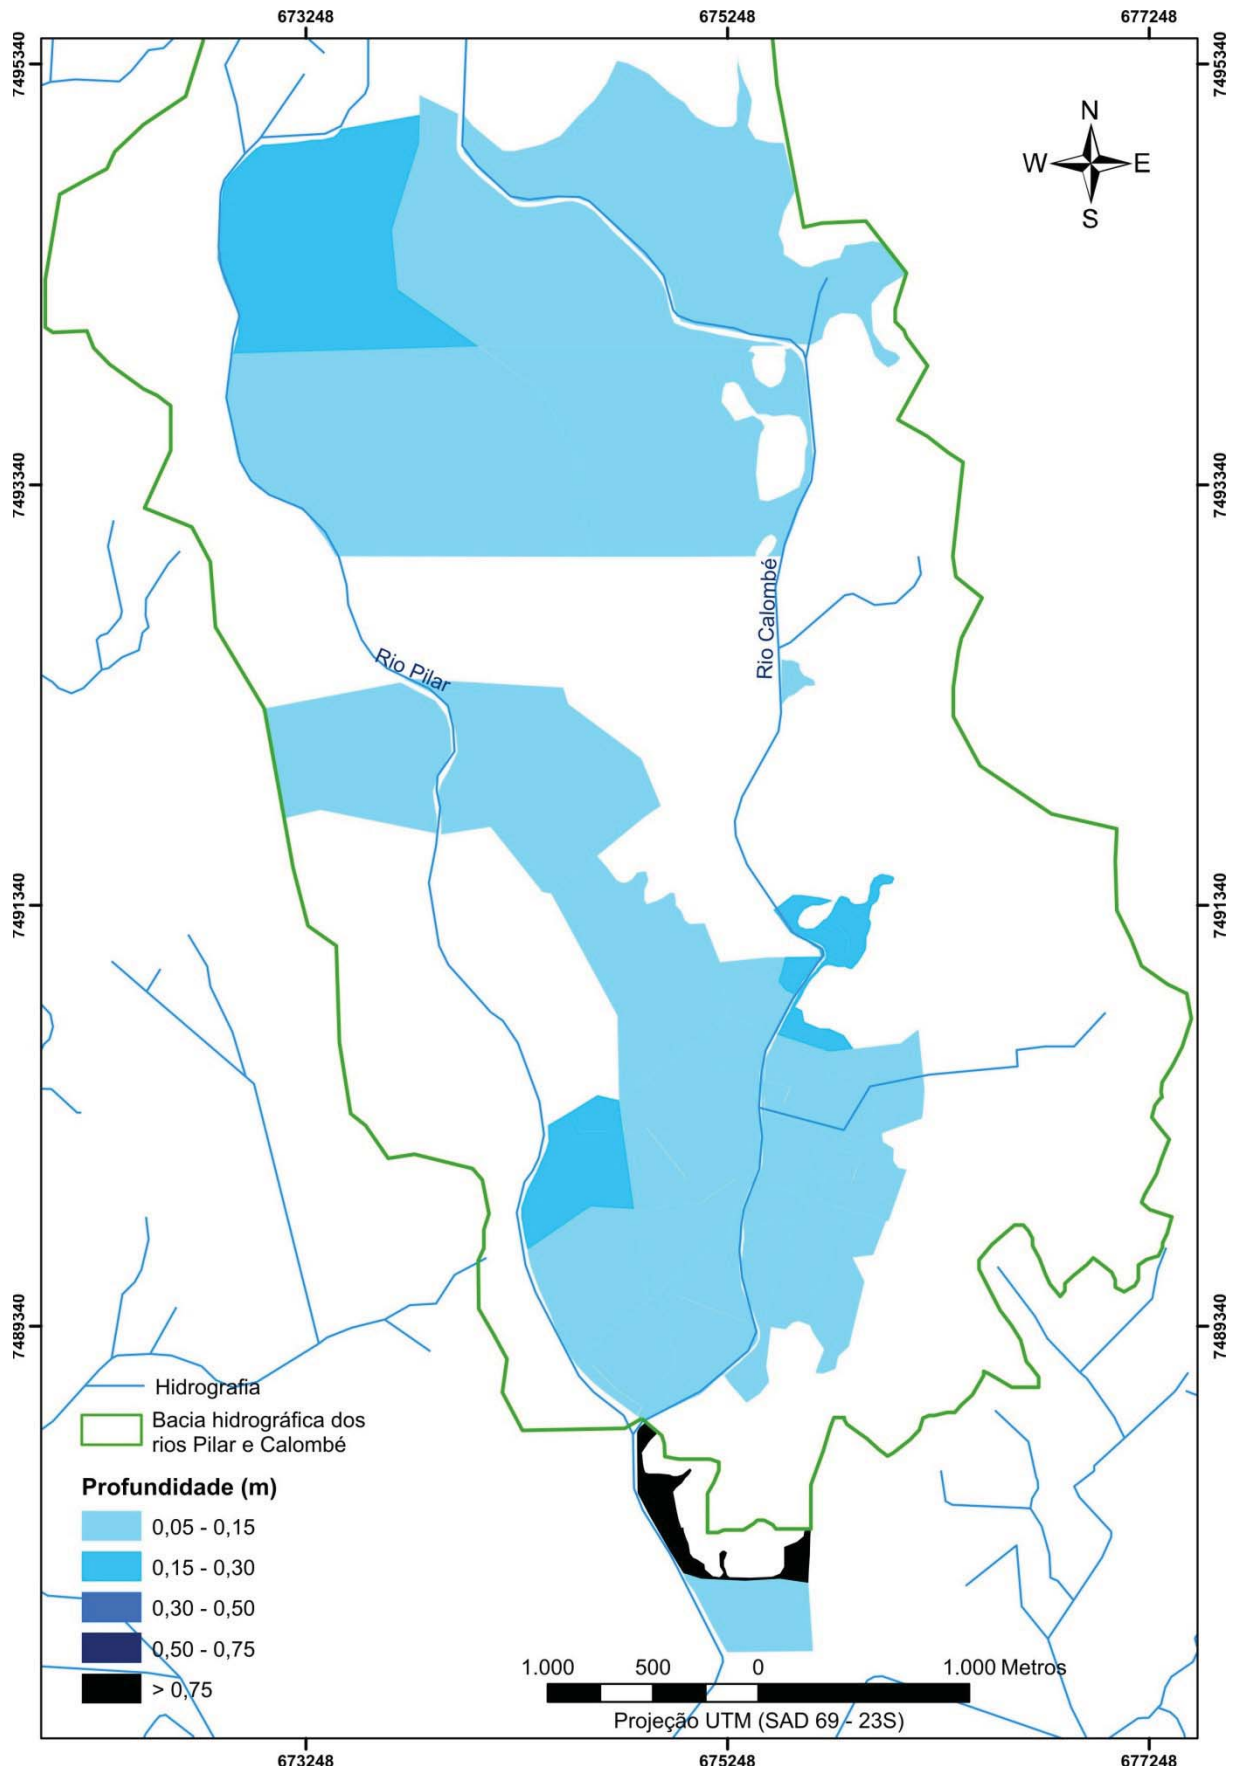 673248 675248 677248
7495340 7495340
N
W E
S
7493340 7493340
Rio Calombé
Rio Pilar
7491340 7491340
7489340 7489340
Hidrografia
Bacia hidrográfica dos
rios Pilar e Calombé
Profundidade (m)
0,05 - 0,15
0,15 - 0,30
0,30 - 0,50
0,50 - 0,75
> 0,75
1.000 500 0 1.000 Metros
Projeção UTM (SAD 69 - 23S)
673248 675248 677248